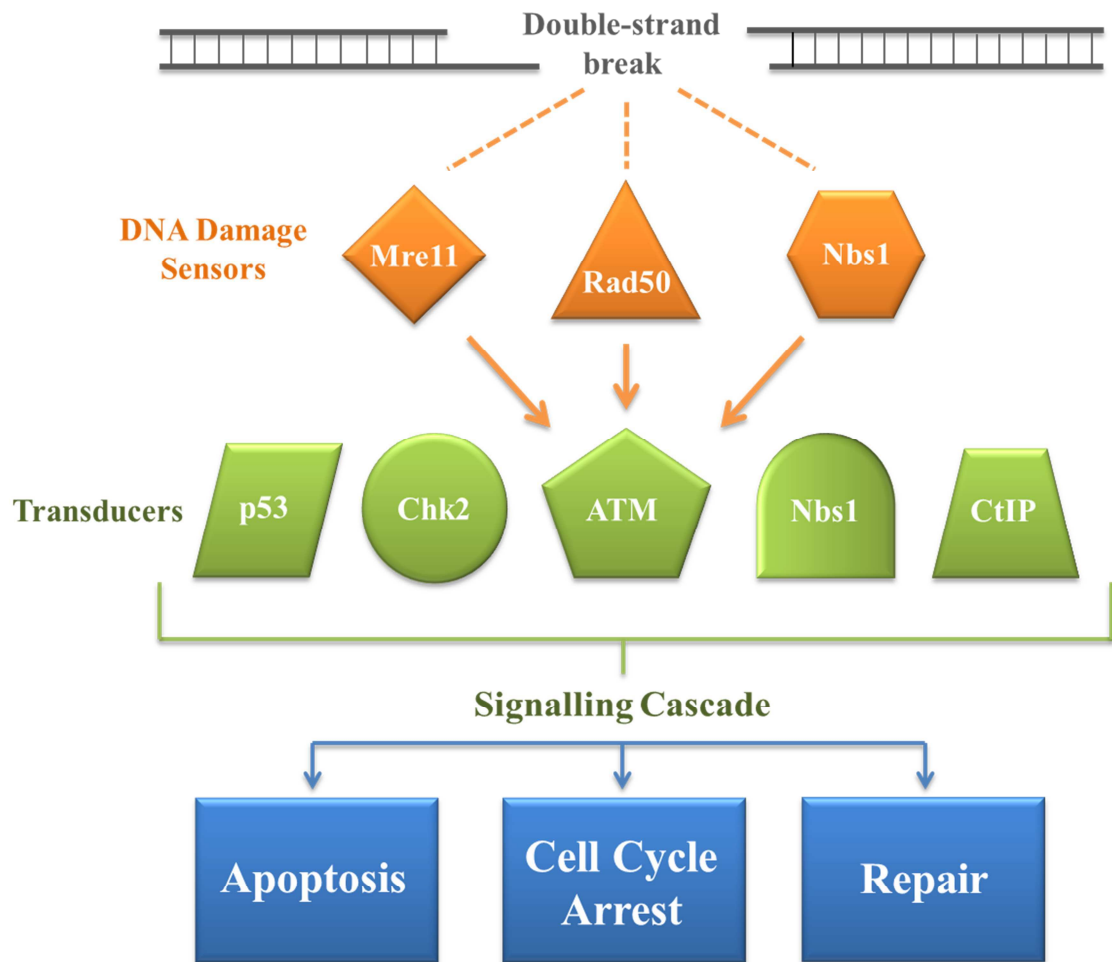 Double-strand
break
DNA Damage
Sensors
Mre11
Rad50
Nbs1
Transducers
p53
Chk2
ATM
Nbs1
CtIP
Signalling Cascade
Apoptosis
Cell Cycle
Arrest
Repair